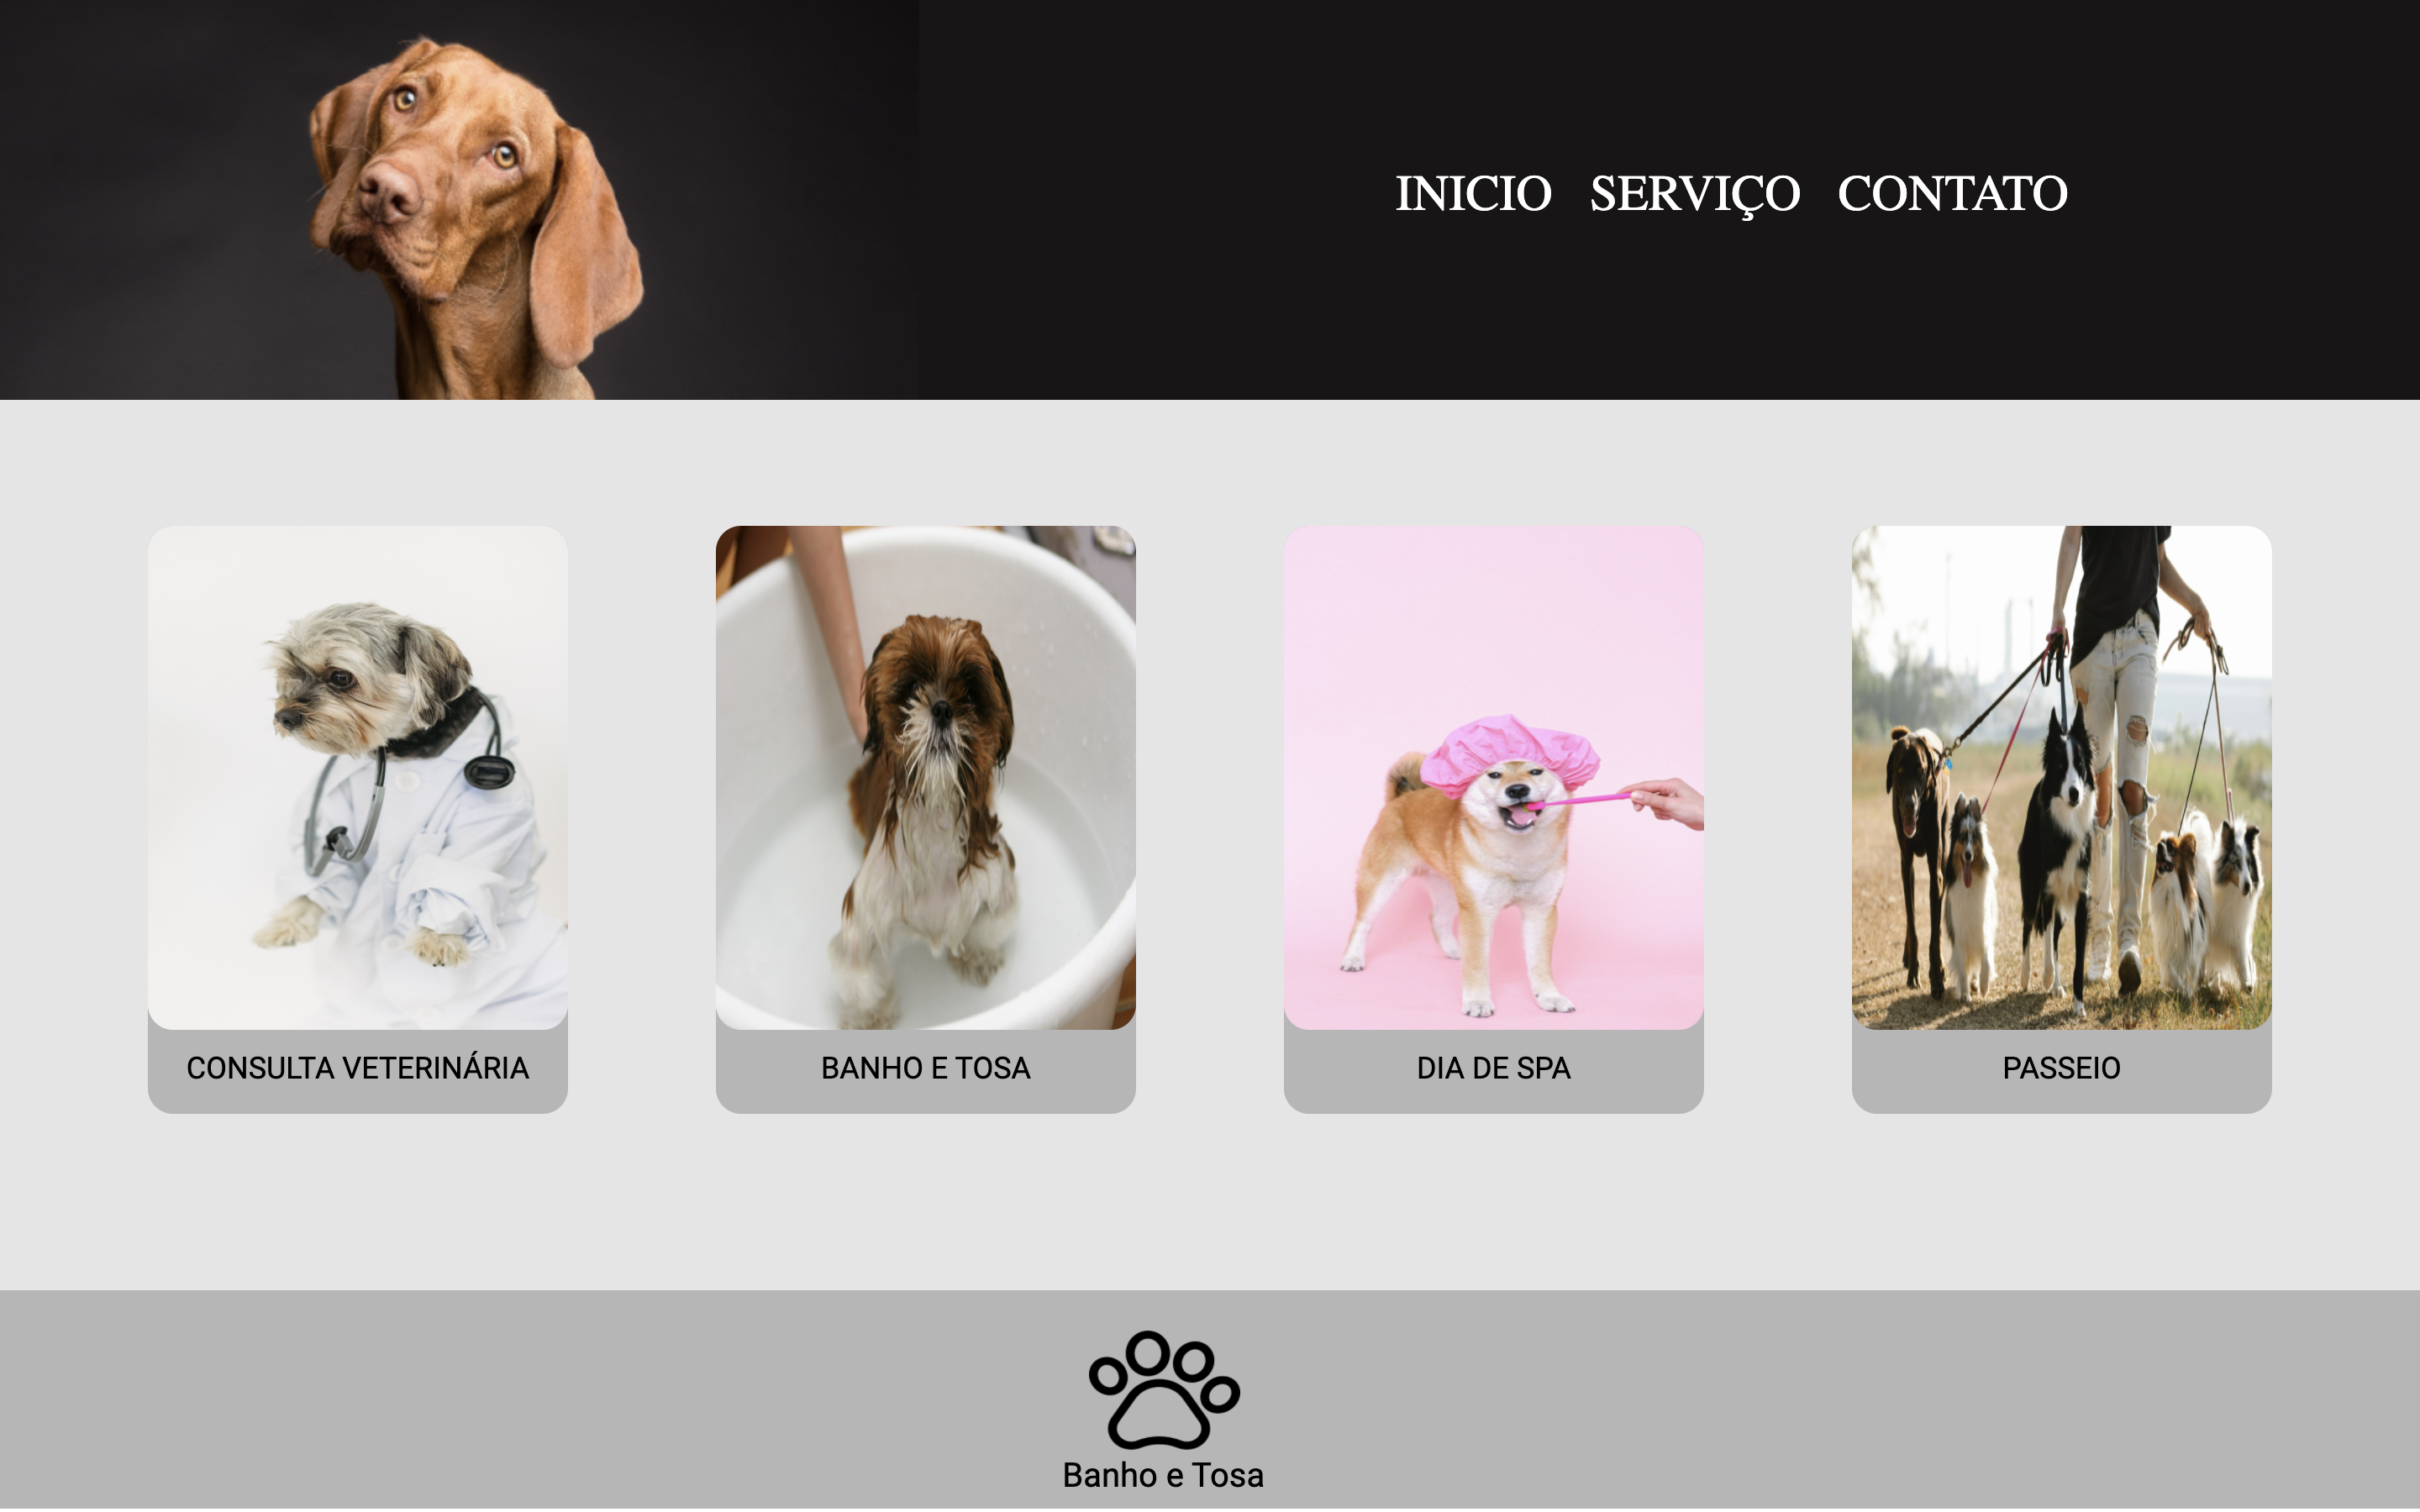 INICIO SERVIÇO CONTATO
CONSULTA VETERINÁRIA
BANHO E TOSA
DIA DE SPA
PASSEIO
Banho e Tosa